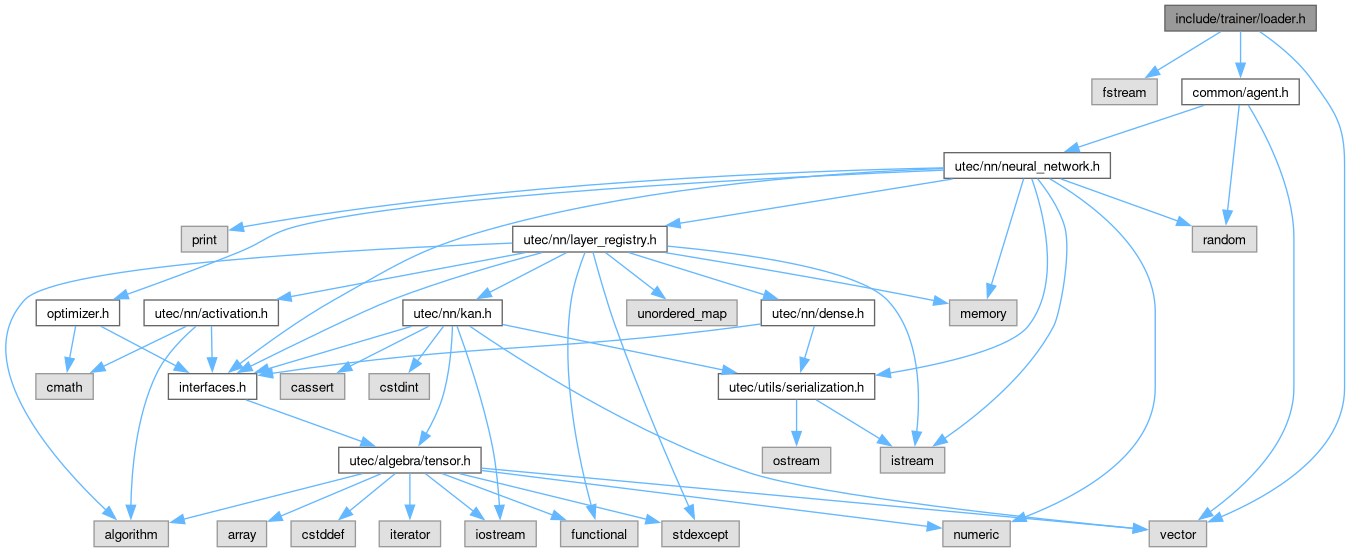 include/trainer/loader.h
fstream
common/agent.h
utec/nn/neural_network.h
print
utec/nn/layer_registry.h
random
optimizer.h
utec/nn/activation.h
utec/nn/kan.h
unordered_map
utec/nn/dense.h
memory
cmath
interfaces.h
cassert
cstdint
utec/utils/serialization.h
utec/algebra/tensor.h
ostream
istream
algorithm
array
cstddef
iterator
iostream
functional
stdexcept
numeric
vector